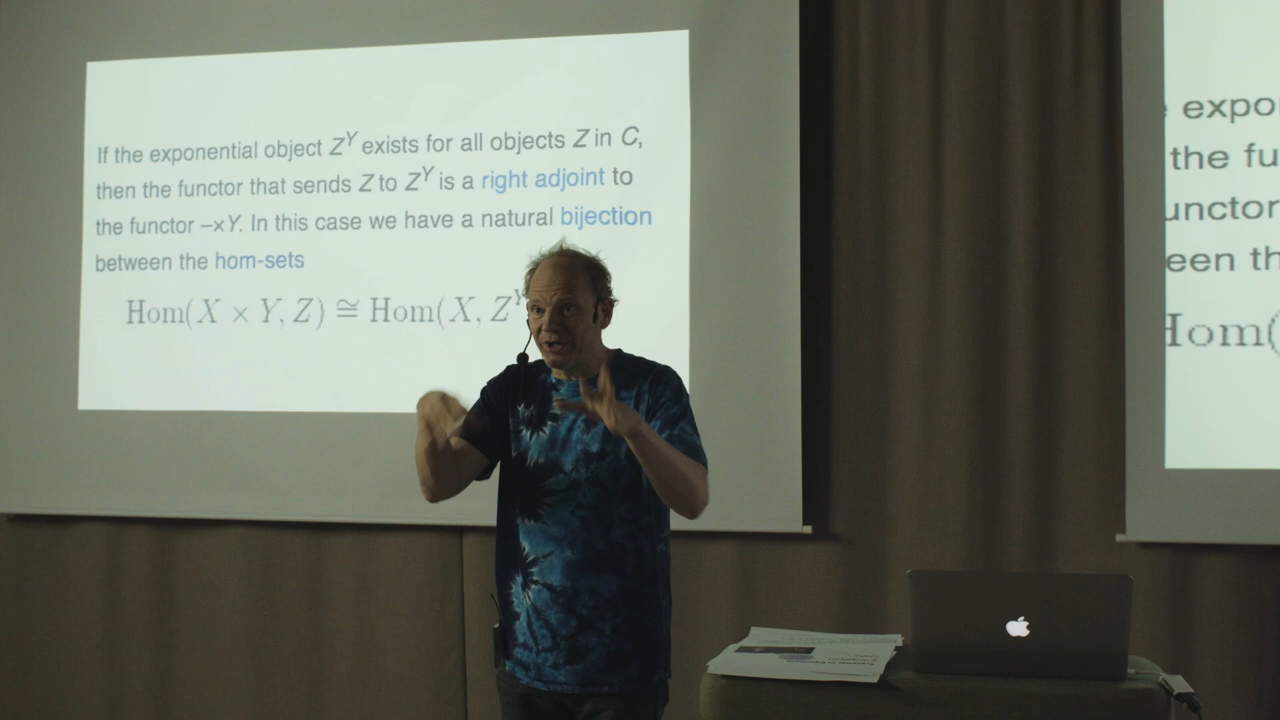 If the exponential object Z^Y exists for all objects Z in C,
then the functor that sends Z to Z^Y is a right adjoint to
the functor –×Y. In this case we have a natural bijection
between the hom-sets
Hom(X × Y, Z) ≅ Hom(X, Z^Y
expo
the fu
unctor
een th
Hom(